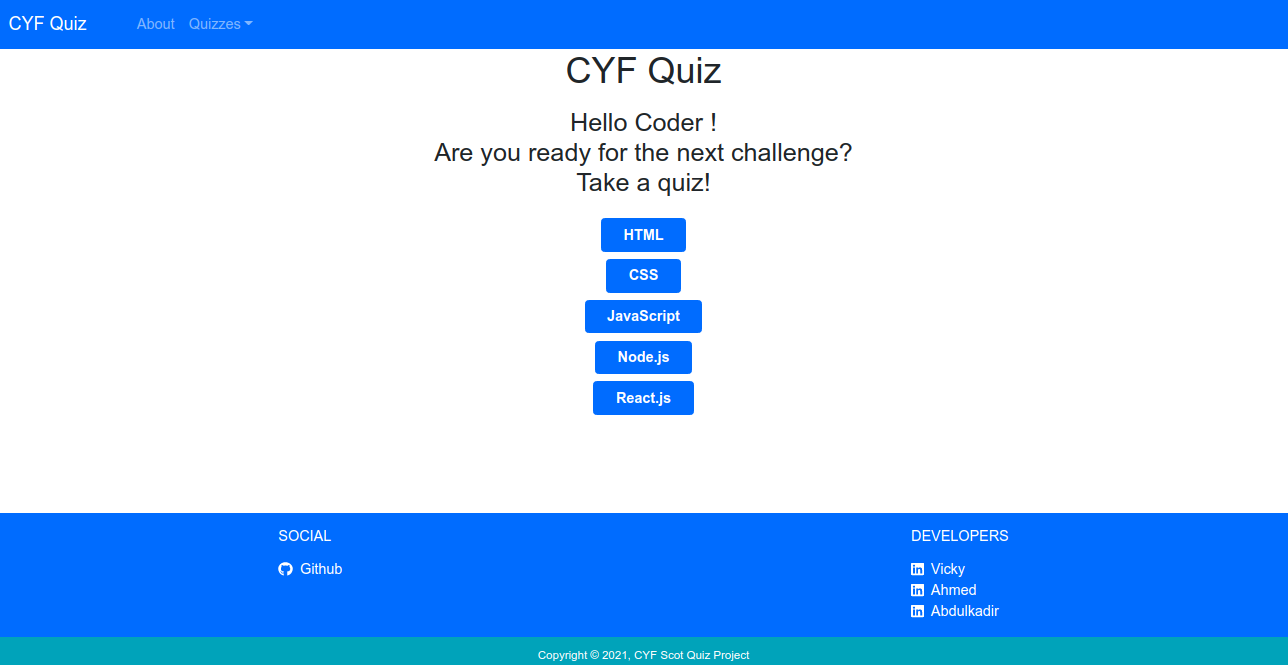 CYF Quiz About Quizzes
CYF Quiz
Hello Coder !
Are you ready for the next challenge?
Take a quiz!
HTML
CSS
JavaScript
Node.js
React.js
SOCIAL
Github
DEVELOPERS
Vicky
Ahmed
Abdulkadir
Copyright © 2021, CYF Scot Quiz Project